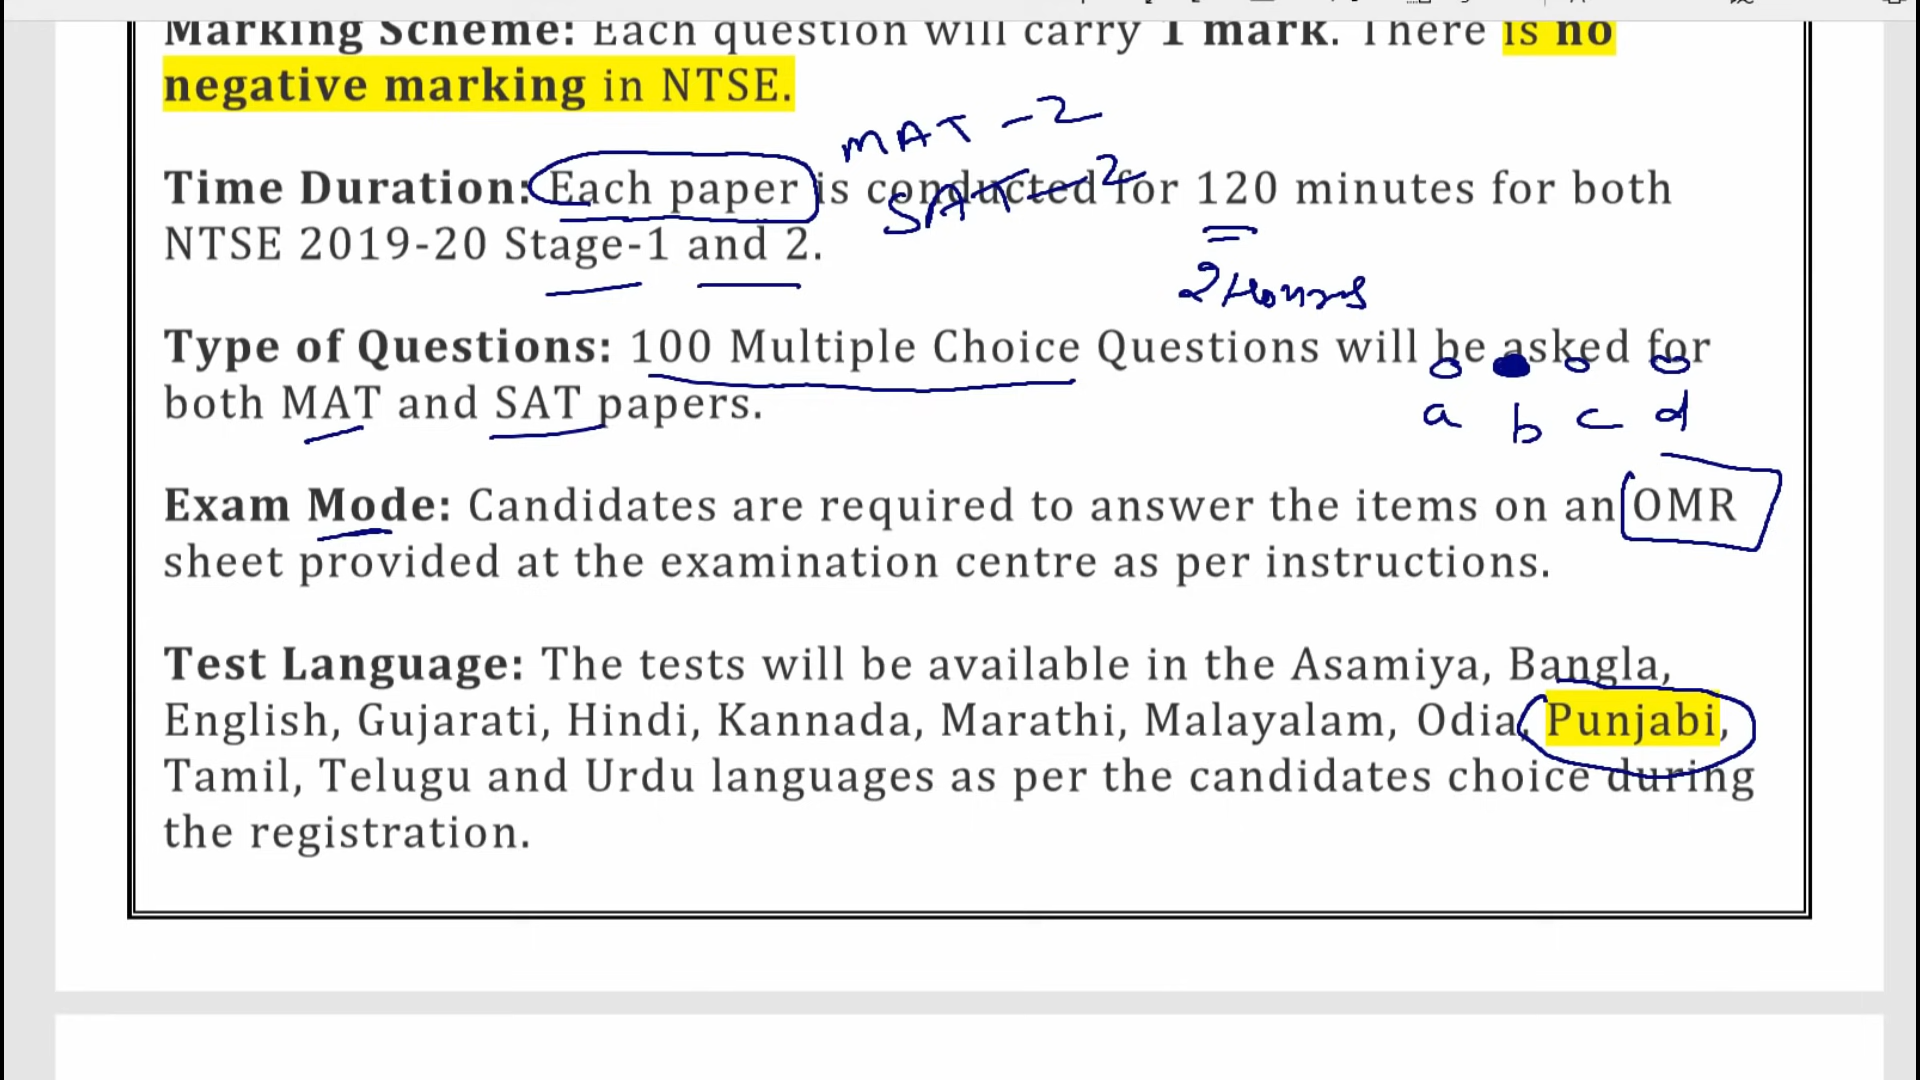 Marking Scheme: Each question will carry 1 mark. There is no
negative marking in NTSE.
MAT - 2
Time Duration: Each paper is conducted for 120 minutes for both
SAT - 2
NTSE 2019-20 Stage-1 and 2.
2 Hours
Type of Questions: 100 Multiple Choice Questions will be asked for
both MAT and SAT papers.
a b c d
Exam Mode: Candidates are required to answer the items on an OMR
sheet provided at the examination centre as per instructions.
Test Language: The tests will be available in the Asamiya, Bangla,
English, Gujarati, Hindi, Kannada, Marathi, Malayalam, Odia, Punjabi,
Tamil, Telugu and Urdu languages as per the candidates choice during
the registration.